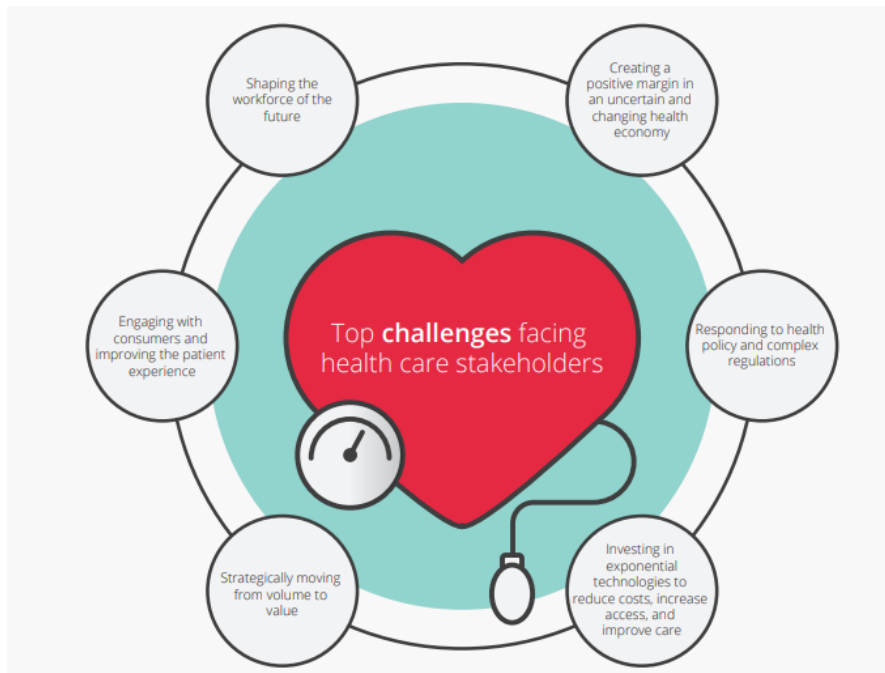 Shaping the
workforce of the
future
Creating a
positive margin in
an uncertain and
changing health
economy
Engaging with
consumers and
improving the patient
experience
Top challenges facing
health care stakeholders
Responding to health
policy and complex
regulations
Strategically moving
from volume to
value
Investing in
exponential
technologies to
reduce costs, increase
access, and
improve care